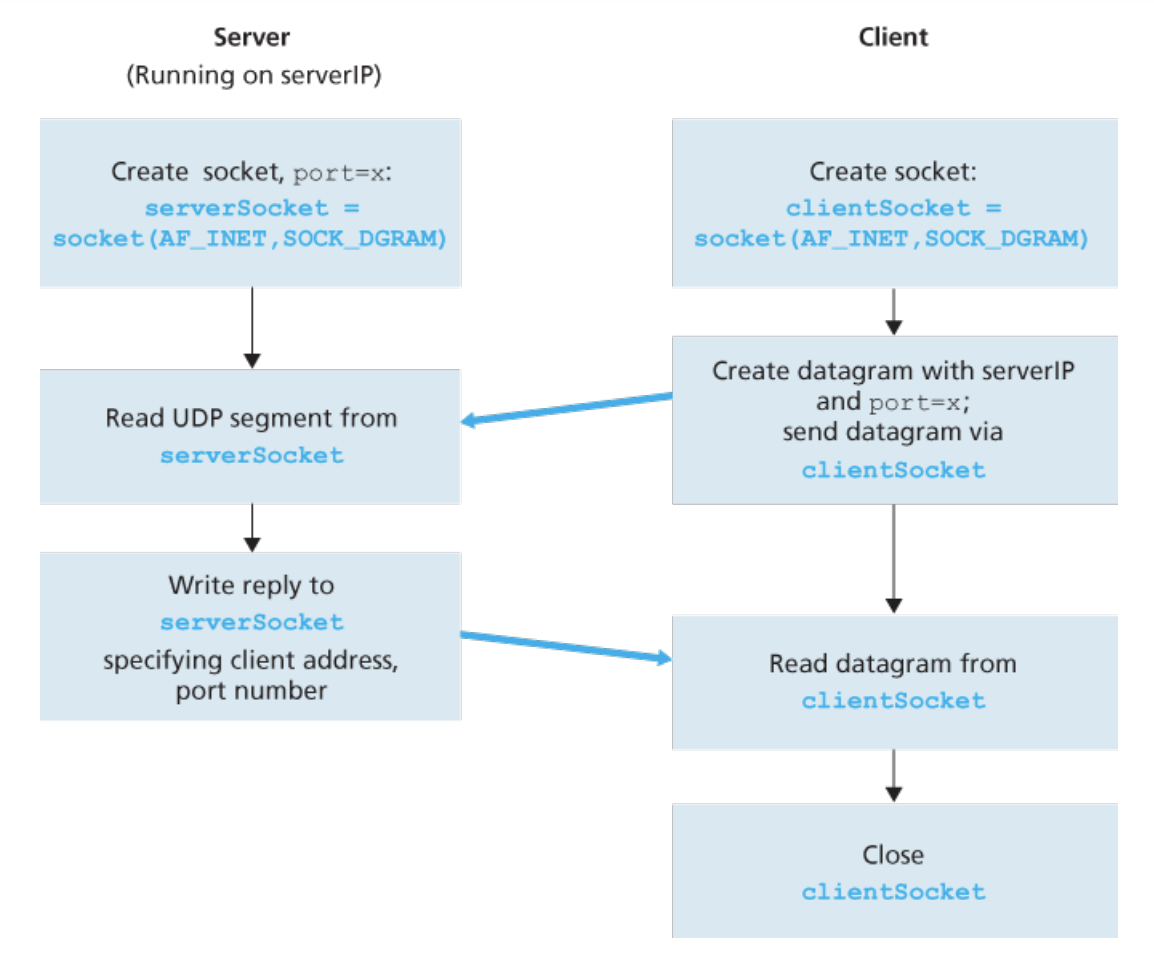 Server
(Running on serverIP)
Create socket, port=x:
serverSocket =
socket(AF_INET,SOCK_DGRAM)
Read UDP segment from
serverSocket
Write reply to
serverSocket
specifying client address,
port number
Client
Create socket:
clientSocket =
socket(AF_INET,SOCK_DGRAM)
Create datagram with serverIP
and port=x;
send datagram via
clientSocket
Read datagram from
clientSocket
Close
clientSocket